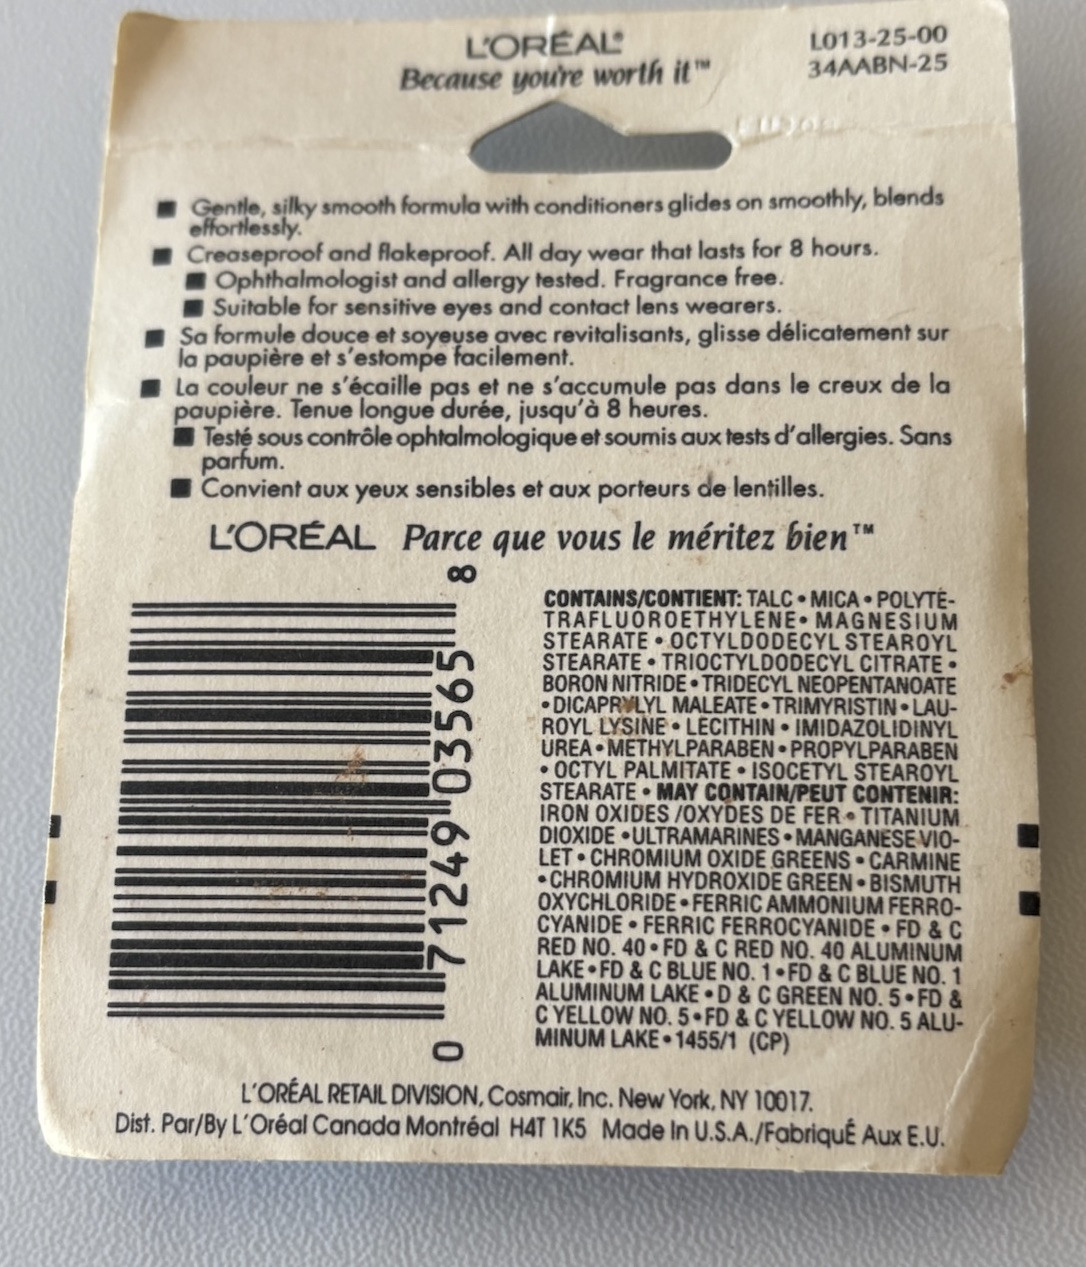 L'ORÉAL®
Because you're worth it™
L013-25-00
34AABN-25
■ Gentle, silky smooth formula with conditioners glides on smoothly, blends
effortlessly.
■ Creaseproof and flakeproof. All day wear that lasts for 8 hours.
■ Ophthalmologist and allergy tested. Fragrance free.
■ Suitable for sensitive eyes and contact lens wearers.
■ Sa formule douce et soyeuse avec revitalisants, glisse délicatement sur
la paupière et s'estompe facilement.
■ La couleur ne s'écaille pas et ne s'accumule pas dans le creux de la
paupière. Tenue longue durée, jusqu'à 8 heures.
■ Testé sous contrôle ophtalmologique et soumis aux tests d'allergies. Sans
parfum.
■ Convient aux yeux sensibles et aux porteurs de lentilles.
L'ORÉAL Parce que vous le méritez bien™
0 71249 03565 8
CONTAINS/CONTIENT: TALC • MICA • POLYTE-
TRAFLUOROETHYLENE • MAGNESIUM
STEARATE • OCTYLDODECYL STEAROYL
STEARATE • TRIOCTYLDODECYL CITRATE •
BORON NITRIDE • TRIDECYL NEOPENTANOATE
• DICAPRYLYL MALEATE • TRIMYRISTIN • LAU-
ROYL LYSINE • LECITHIN • IMIDAZOLIDINYL
UREA • METHYLPARABEN • PROPYLPARABEN
• OCTYL PALMITATE • ISOCETYL STEAROYL
STEARATE • MAY CONTAIN/PEUT CONTENIR:
IRON OXIDES /OXYDES DE FER • TITANIUM
DIOXIDE • ULTRAMARINES • MANGANESE VIO-
LET • CHROMIUM OXIDE GREENS • CARMINE
• CHROMIUM HYDROXIDE GREEN • BISMUTH
OXYCHLORIDE • FERRIC AMMONIUM FERRO-
CYANIDE • FERRIC FERROCYANIDE • FD & C
RED NO. 40 • FD & C RED NO. 40 ALUMINUM
LAKE • FD & C BLUE NO. 1 • FD & C BLUE NO. 1
ALUMINUM LAKE • D & C GREEN NO. 5 • FD &
C YELLOW NO. 5 • FD & C YELLOW NO. 5 ALU-
MINUM LAKE • 1455/1 (CP)
L'ORÉAL RETAIL DIVISION, Cosmair, Inc. New York, NY 10017.
Dist. Par/By L'Oréal Canada Montréal H4T 1K5 Made In U.S.A./FabriquÉ Aux E.U.